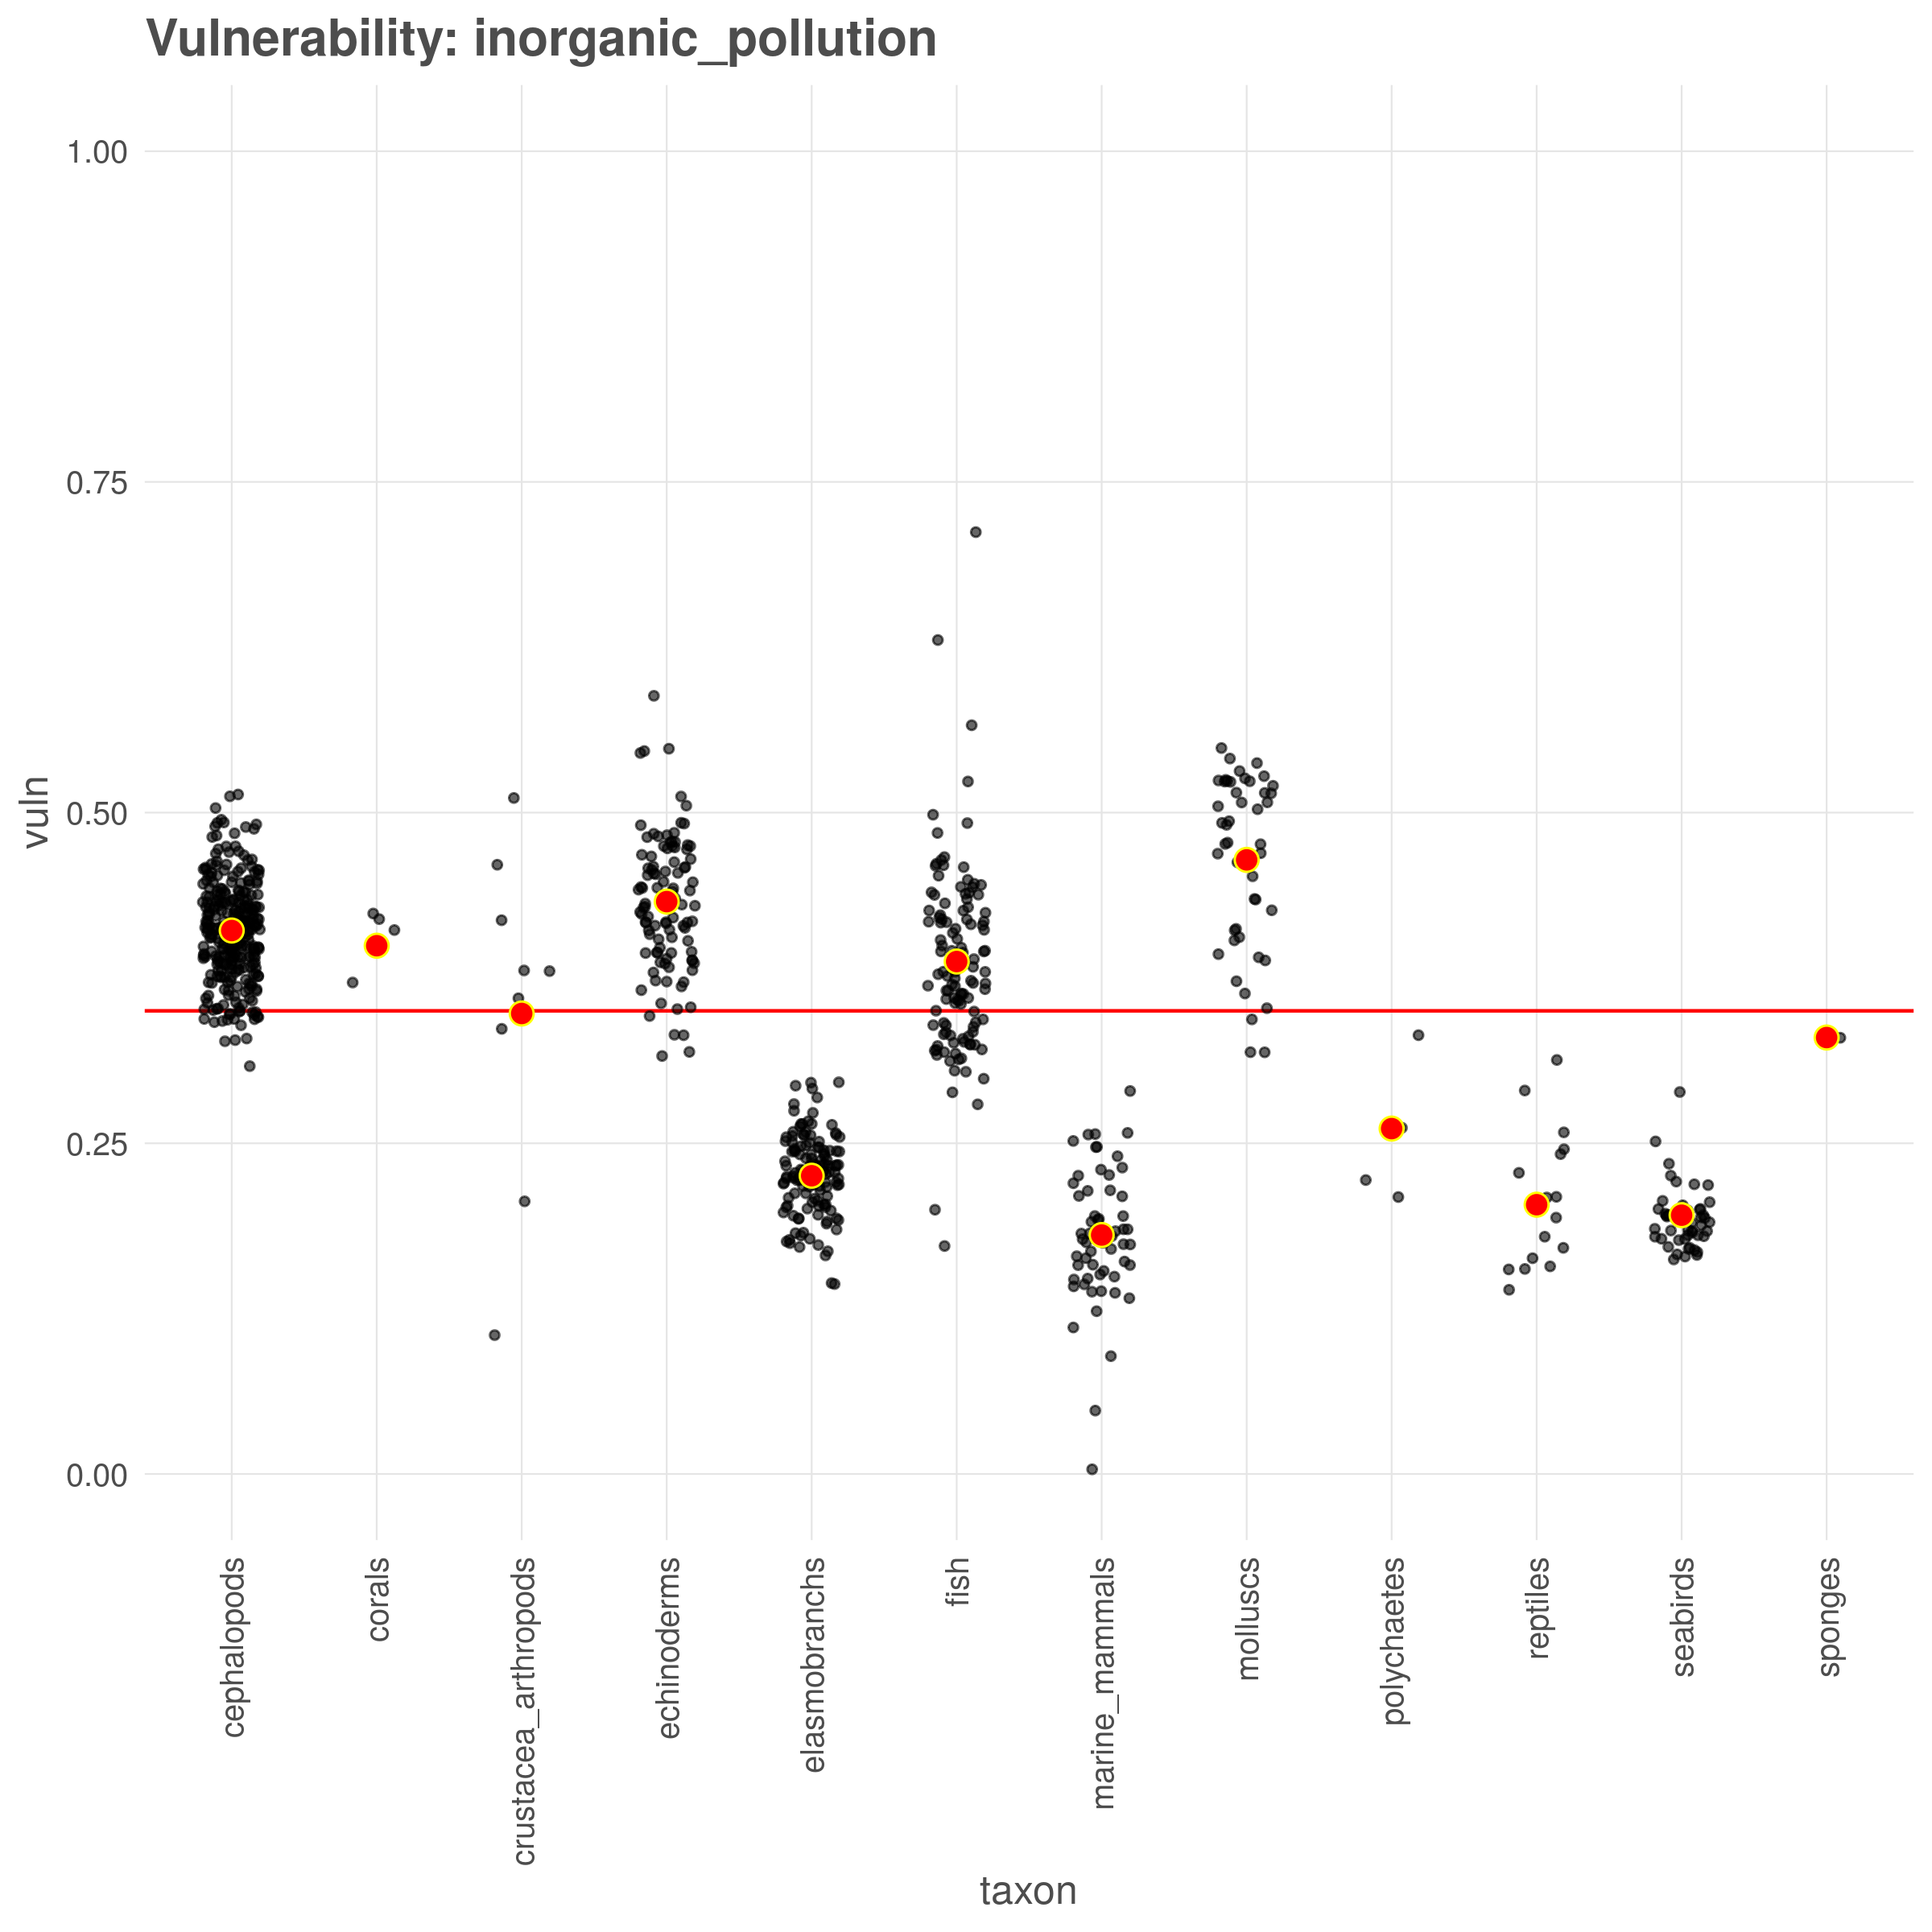 Vulnerability: inorganic_pollution
1.00
0.75
0.50
0.25
0.00
vuln
cephalopods
corals
crustacea_arthropods
echinoderms
elasmobranchs
fish
marine_mammals
molluscs
polychaetes
reptiles
seabirds
sponges
taxon